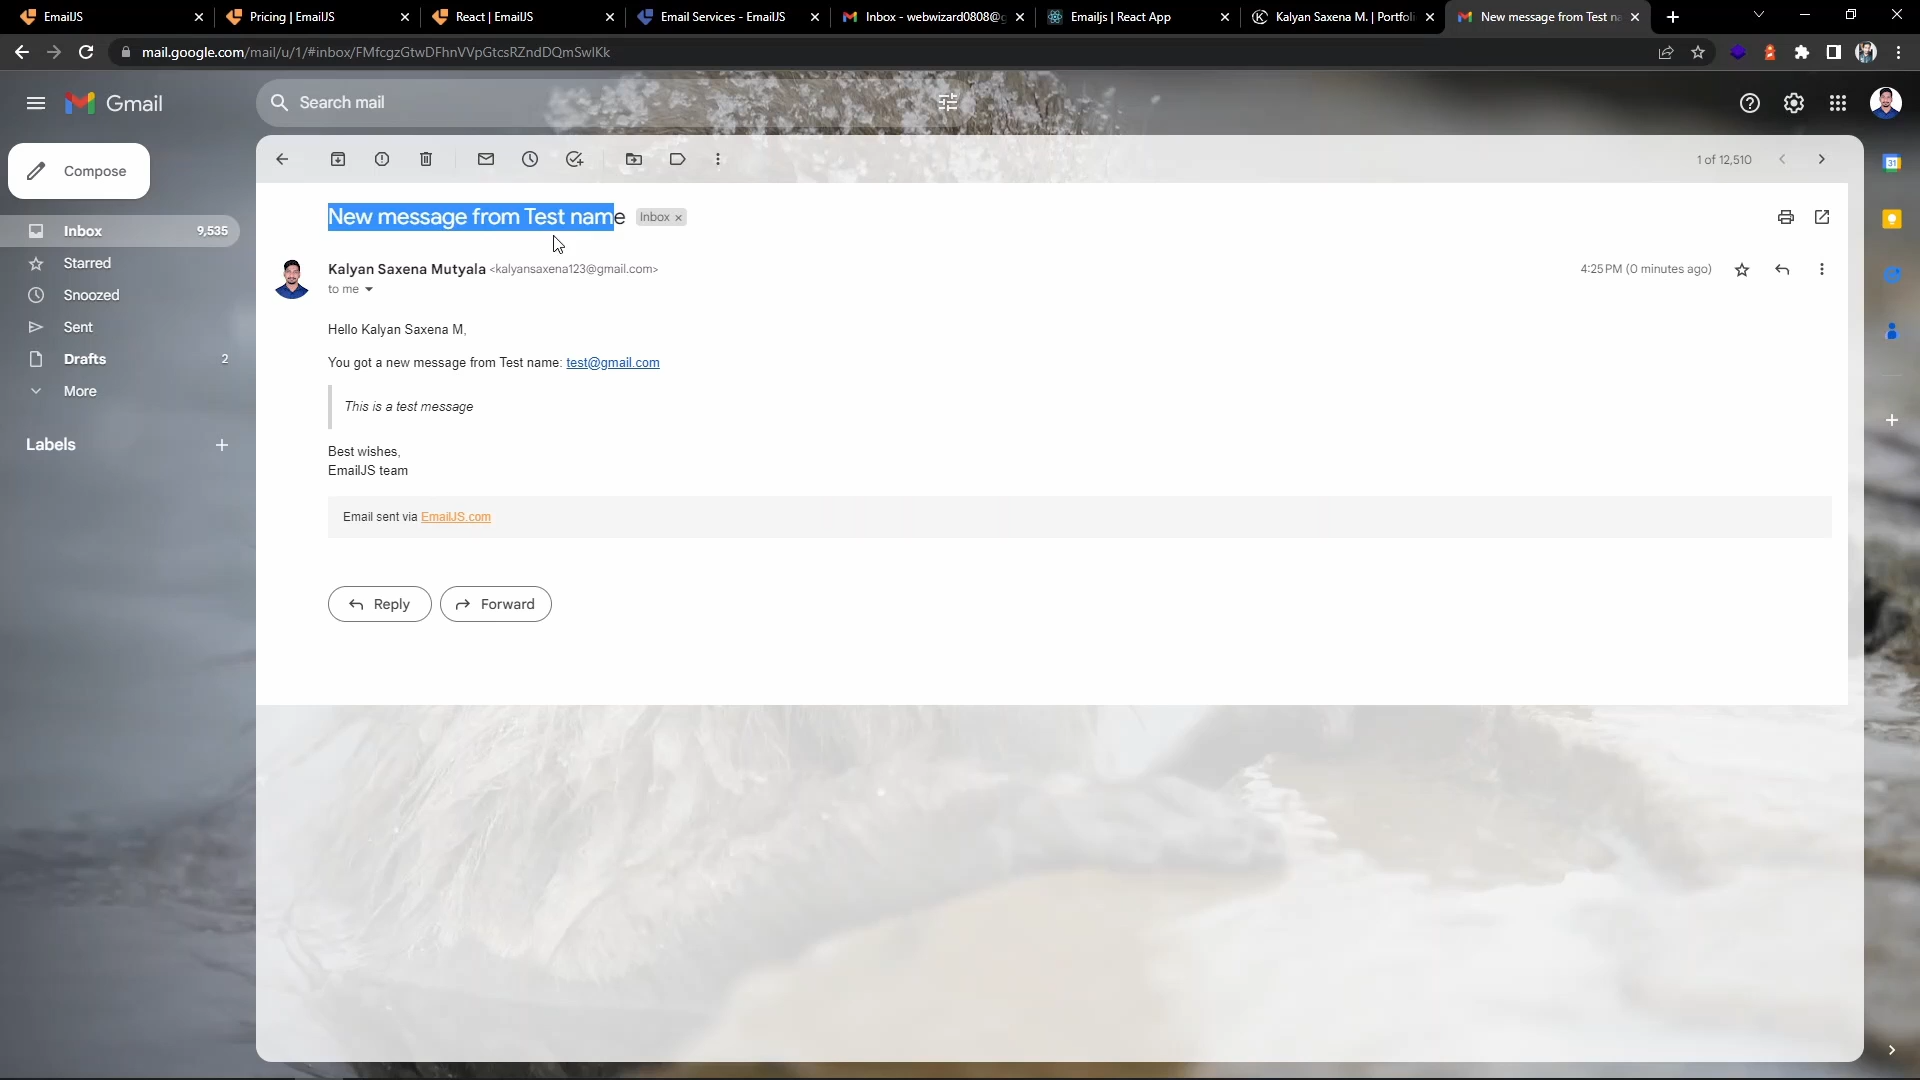 EmailJS
Pricing | EmailJS
React | EmailJS
Email Services - EmailJS
Inbox - webwizard0808@g
Emailjs | React App
Kalyan Saxena M. | Portfoli
New message from Test na
mail.google.com/mail/u/1/#inbox/FMfcgzGtwDFhnVVpGtcsRZndDQmSwlKk
Gmail
Search mail
Compose
1 of 12,510
31
Inbox 9,535
Starred
Snoozed
Sent
Drafts 2
More
Labels
New message from Test name Inbox x
Kalyan Saxena Mutyala <kalyansaxena123@gmail.com>
4:25 PM (0 minutes ago)
to me
Hello Kalyan Saxena M,
You got a new message from Test name: test@gmail.com
This is a test message
Best wishes,
EmailJS team
Email sent via EmailJS.com
Reply
Forward